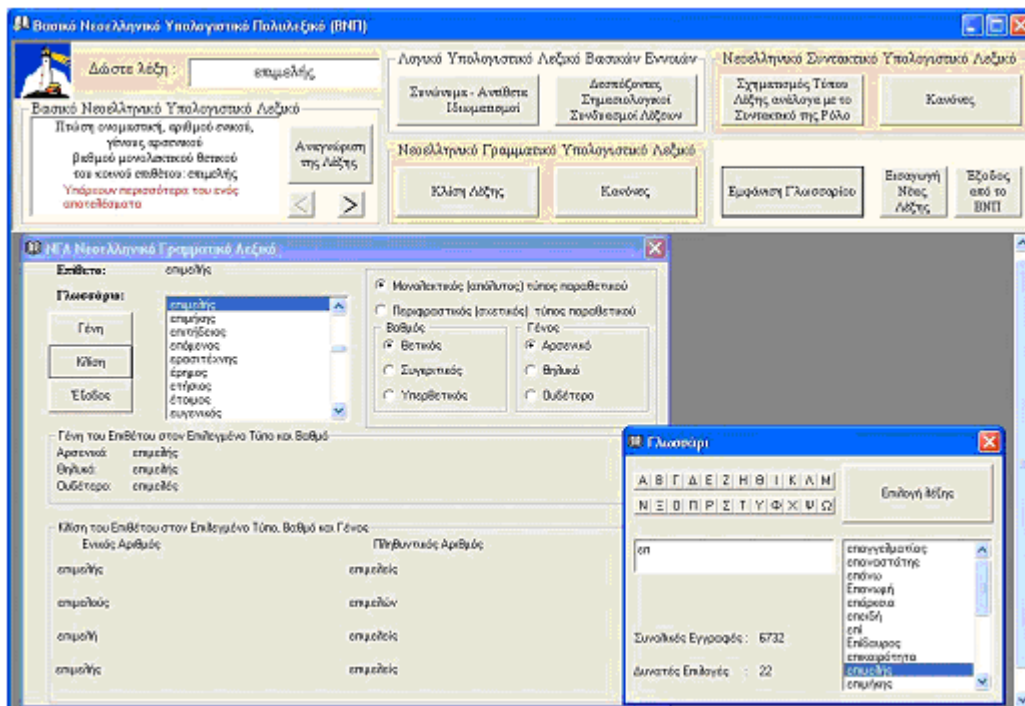 Βασικό Νεοελληνικό Υπολογιστικό Πολυλεξικό (ΒΝΠ)
Δώστε λέξη :
επιμελής
Βασικό Νεοελληνικό Υπολογιστικό Λεξικό
Πτώση ονομαστική, αριθμού ενικού,
γένους αρσενικού
βαθμού μονολεκτικού θετικού
του κοινού επιθέτου: επιμελής
Υπάρχουν περισσότερα του ενός
αποτελέσματα
Αναγνώριση
της Λέξης
<
>
Λογικό Υπολογιστικό Λεξικό Βασικών Εννοιών
Συνώνυμα - Αντίθετα
Ιδιωματισμοί
Δεσπόζοντες
Σημασιολογικοί
Συνδυασμοί Λέξεων
Νεοελληνικό Συντακτικό Υπολογιστικό Λεξικό
Σχηματισμός Τύπου
Λέξης ανάλογα με το
Συντακτικό της Ρόλο
Κανόνες
Νεοελληνικό Γραμματικό Υπολογιστικό Λεξικό
Κλίση Λέξης
Κανόνες
Εμφάνιση Γλωσσαρίου
Εισαγωγή
Νέας
Λέξης
Έξοδος
από το
ΒΝΠ
ΝΓΛ Νεοελληνικό Γραμματικό Λεξικό
Επίθετο:
επιμελής
Γλωσσάριο:
Γένη
Κλίση
Έξοδος
επιμελής
επιμήκης
επιτήδειος
επόμενος
ερασιτέχνης
έρημος
ετήσιος
έτοιμος
ευγενικός
Μονολεκτικός (απόλυτος) τύπος παραθετικού
Περιφραστικός (σχετικός) τύπος παραθετικού
Βαθμός
Θετικός
Συγκριτικός
Υπερθετικός
Γένος
Αρσενικό
Θηλυκό
Ουδέτερο
Γένη του Επιθέτου στον Επιλεγμένο Τύπο και Βαθμό
Αρσενικό: επιμελής
Θηλυκό: επιμελής
Ουδέτερο: επιμελές
Κλίση του Επιθέτου στον Επιλεγμένο Τύπο, Βαθμό και Γένος
Ενικός Αριθμός
Πληθυντικός Αριθμός
επιμελής
επιμελείς
επιμελούς
επιμελών
επιμελή
επιμελείς
επιμελής
επιμελείς
Γλωσσάρι
Α Β Γ Δ Ε Ζ Η Θ Ι Κ Λ Μ
Ν Ξ Ο Π Ρ Σ Τ Υ Φ Χ Ψ Ω
Επιλογή λέξης
επ
επαγγελματίας
επαναστάτης
επάνω
Επανωφή
επάρκεια
επειδή
επί
Επίδαυρος
επικαιρότητα
επιμελής
επιμήκης
Συνολικές Εγγραφές : 6732
Δυνατές Επιλογές : 22